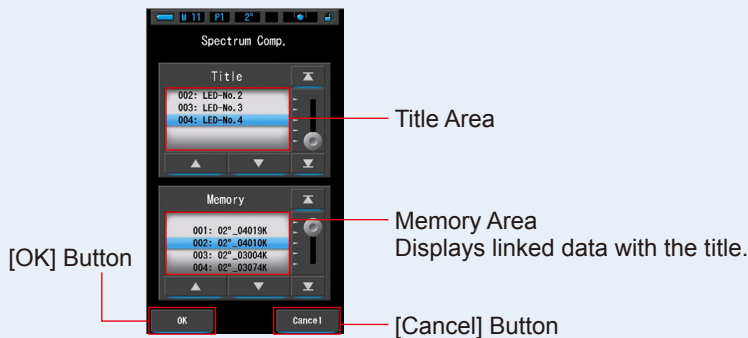 M 11 P1 2°
Spectrum Comp.
Title
002: LED-No.2
003: LED-No.3
004: LED-No.4
Title Area
Memory
001: 02°_04019K
002: 02°_04010K
003: 02°_03004K
004: 02°_03074K
Memory Area
Displays linked data with the title.
[OK] Button
OK
Cancel
[Cancel] Button